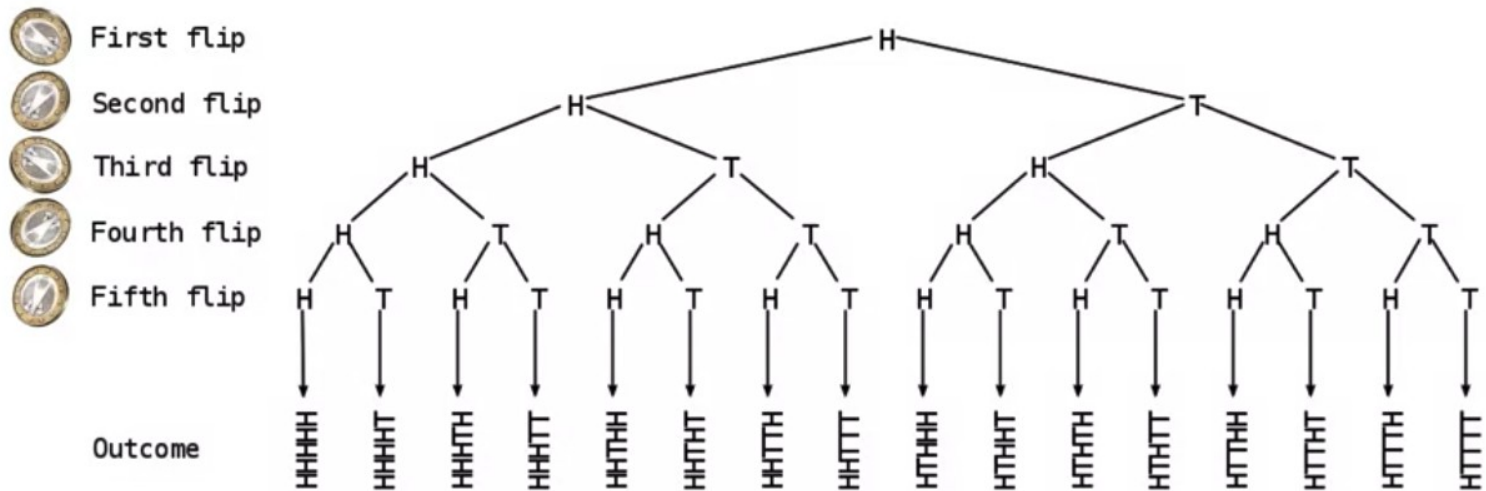 First flip H
Second flip H T
Third flip H T H T
Fourth flip H T H T H T H T
Fifth flip H T H T H T H T H T H T H T H T
Outcome HHHHH HHHHT HHHTH HHHTT HHTHH HHTHT HHTTH HHTTT HTHHH HTHHT HTHTH HTHTT HTTHH HTTHT HTTTH HTTTT